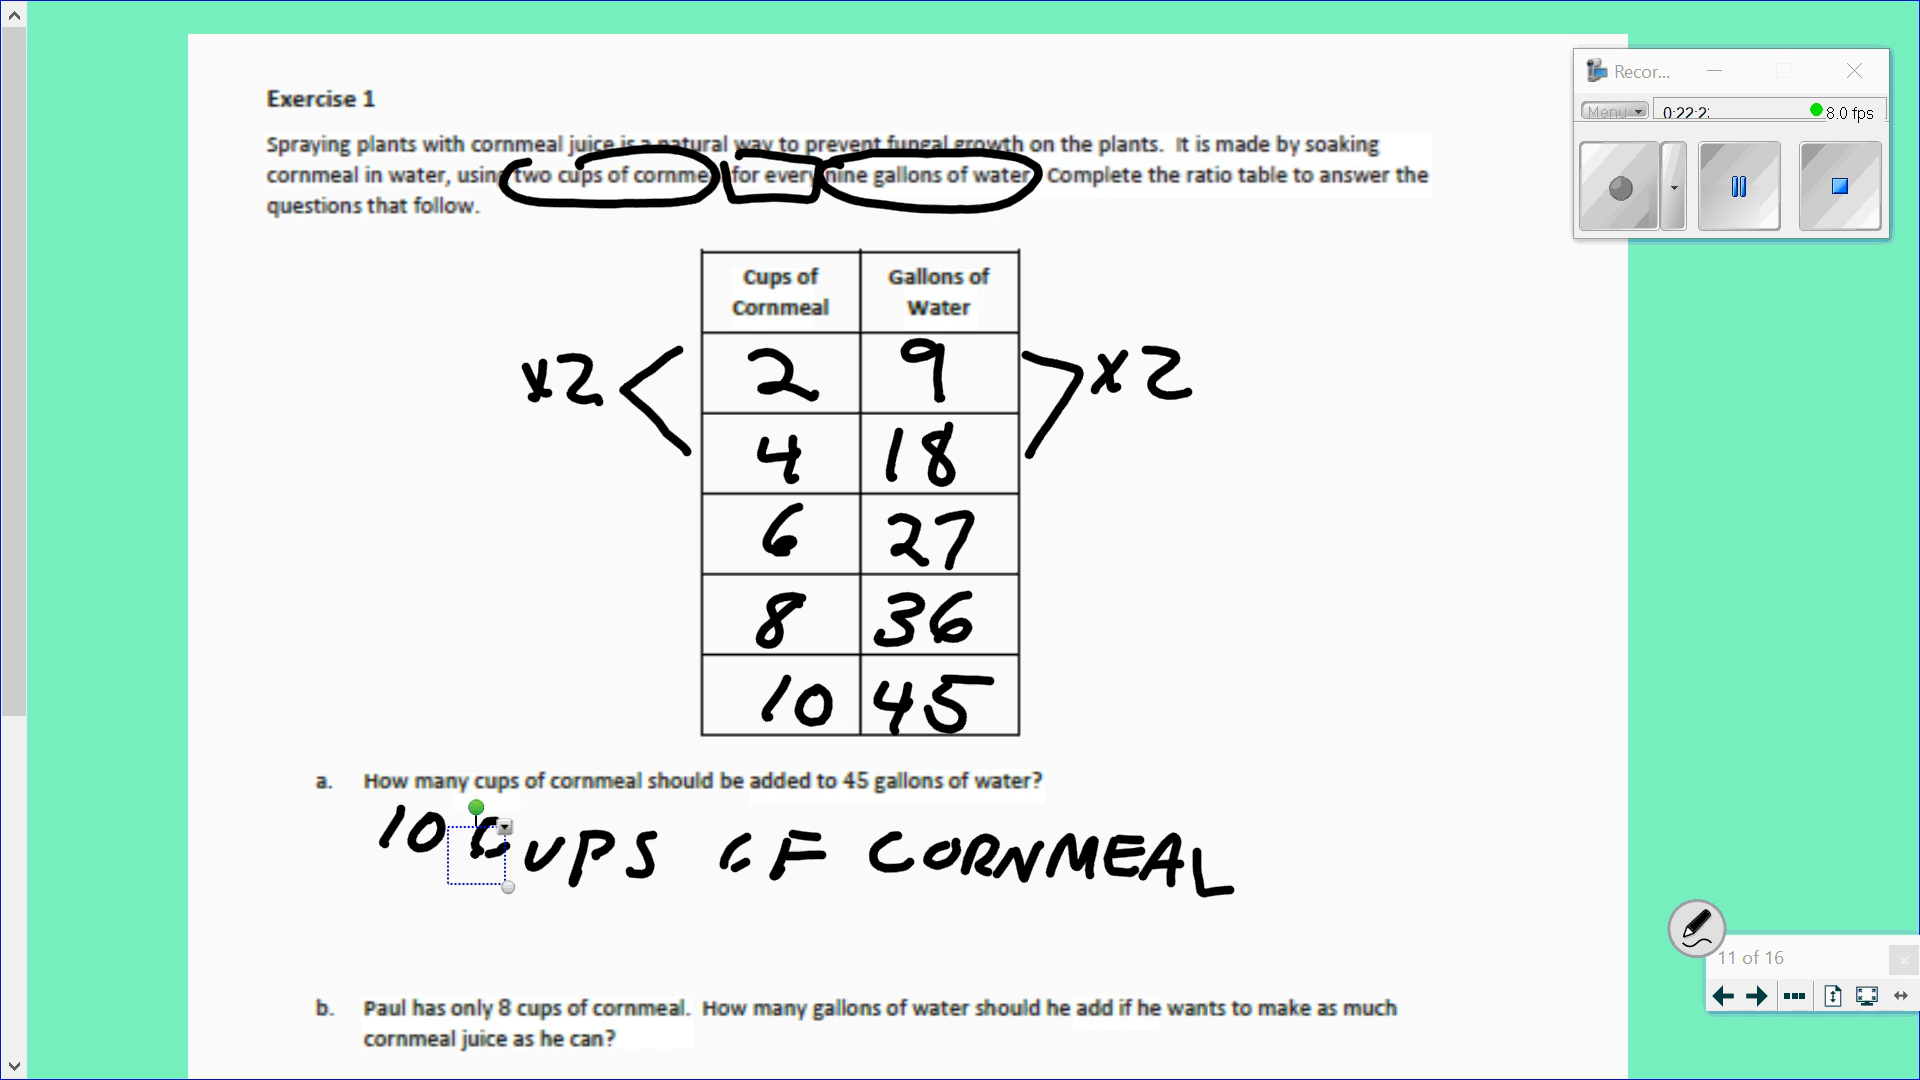 Exercise 1
Spraying plants with cornmeal juice is a natural way to prevent fungal growth on the plants. It is made by soaking
cornmeal in water, using two cups of cornme for every nine gallons of water. Complete the ratio table to answer the
questions that follow.
Cups of Cornmeal Gallons of Water
x2 2 9 x2
4 18
6 27
8 36
10 45
a. How many cups of cornmeal should be added to 45 gallons of water?
10 CUPS OF CORNMEAL
b. Paul has only 8 cups of cornmeal. How many gallons of water should he add if he wants to make as much
cornmeal juice as he can?
Recor...
Menu 0:22:2 8.0 fps
11 of 16